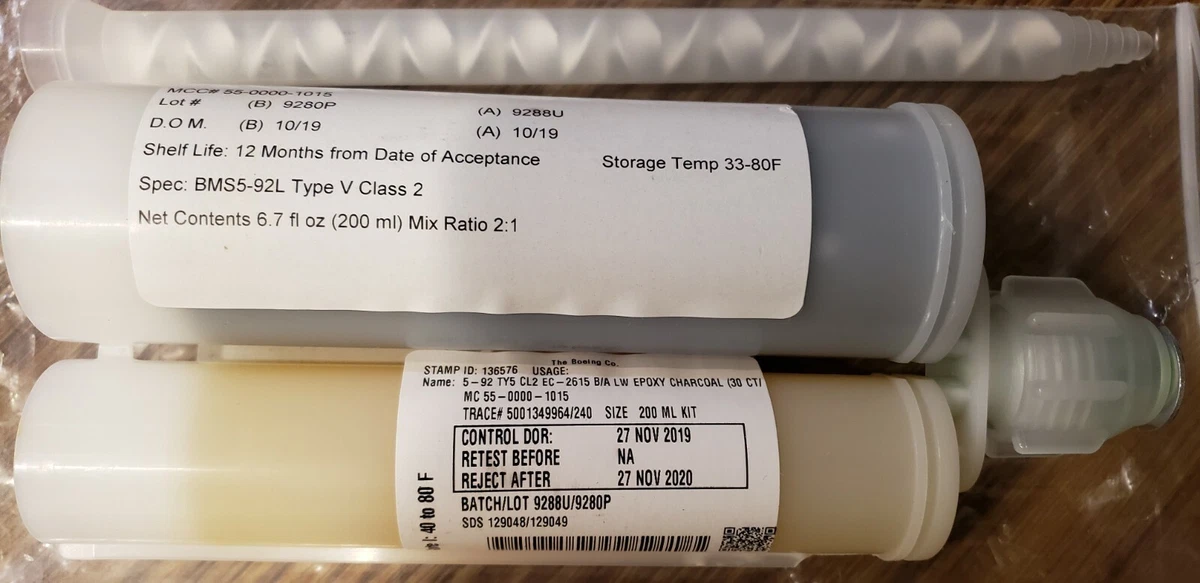 MCC# 55-0000-1015
Lot # (B) 9280P (A) 9288U
D.O M. (B) 10/19 (A) 10/19
Shelf Life: 12 Months from Date of Acceptance Storage Temp 33-80F
Spec: BMS5-92L Type V Class 2
Net Contents 6.7 fl oz (200 ml) Mix Ratio 2:1
The Boeing Co.
STAMP ID: 136576 USAGE:
Name: 5-92 TY5 CL2 EC-2615 B/A LW EPOXY CHARCOAL (30 CT/
MC 55-0000-1015
TRACE# 5001349964/240 SIZE 200 ML KIT
CONTROL DOR: 27 NOV 2019
RETEST BEFORE NA
REJECT AFTER 27 NOV 2020
BATCH/LOT 9288U/9280P
SDS 129048/129049
40 to 80 F